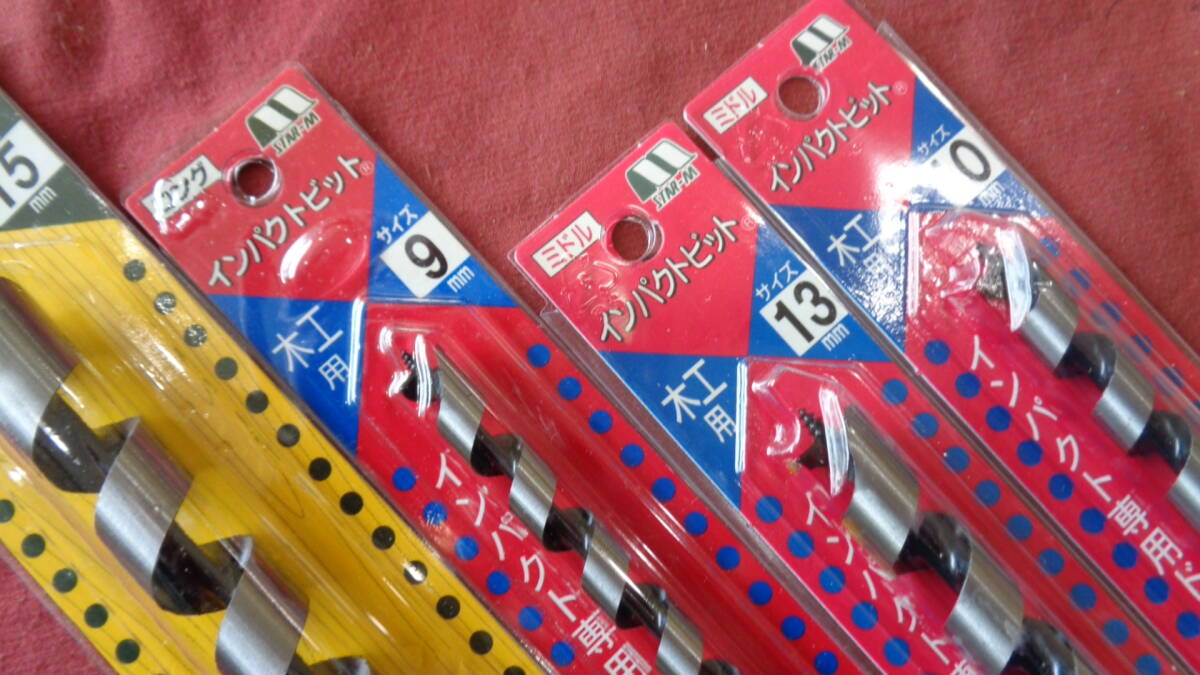 15
mm
STAR-M
ロング
インパクトビット®
木工用
サイズ
9
mm
インパクト専用
STAR-M
ミドル
インパクトビット®
木工用
サイズ
13
mm
インパクト専
STAR-M
ミドル
インパクトビット®
木工用
サイズ
mm
インパクト専用ド